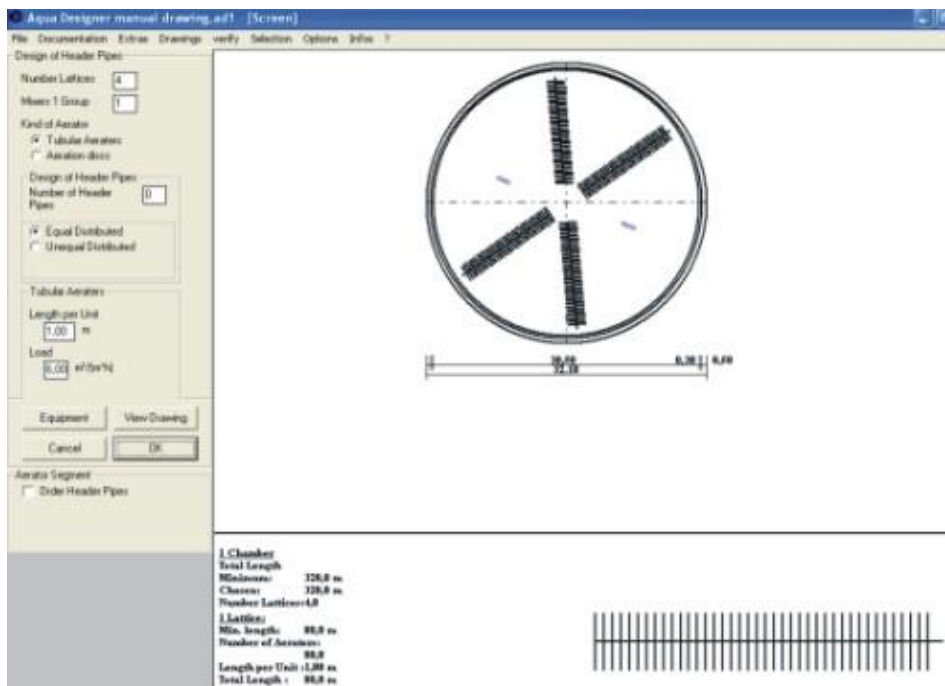 Aqua Designer manual drawing.ad1 [Screen]
File Documentation Extras Drawings verify Selection Options Infos ?
Design of Header Pipes
Number Lattices 4
Mixers 1 Group 1
Kind of Aerator
Tubular Aerators
Aeration discs
Design of Header Pipes
Number of Header 0
Pipes
Equal Distributed
Unequal Distributed
Tubular Aerators
Length per Unit
1,00 m
Load
Equipment View Drawing
Cancel OK
Aerator Segment
Order Header Pipes
0,30 0,00
1 Chamber
Total Length
Minimum: 320,0 m
Chosen: 320,0 m
Number Lattices:4,0
1 Lattice:
Min. length: 80,0 m
Number of Aerators:
80,0
Length per Unit :1,00 m
Total Length : 80,0 m